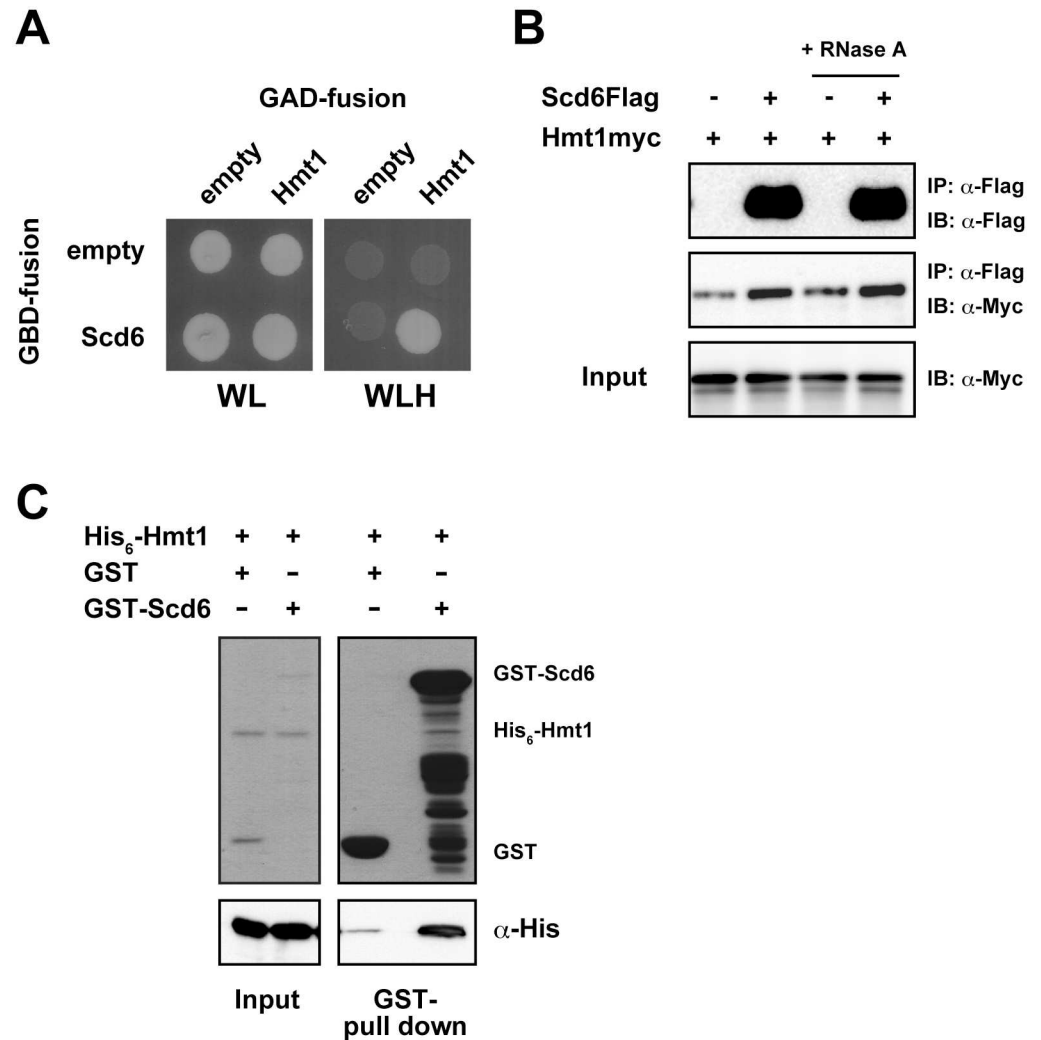 A
GAD-fusion
empty Hmt1 empty Hmt1
GBD-fusion
empty
Scd6
WL WLH
B
+ RNase A
Scd6Flag - + - +
Hmt1myc + + + +
IP: α-Flag
IB: α-Flag
IP: α-Flag
IB: α-Myc
Input IB: α-Myc
C
His6-Hmt1 + + + +
GST + - + -
GST-Scd6 - + - +
GST-Scd6
His6-Hmt1
GST
α-His
Input GST-
pull down